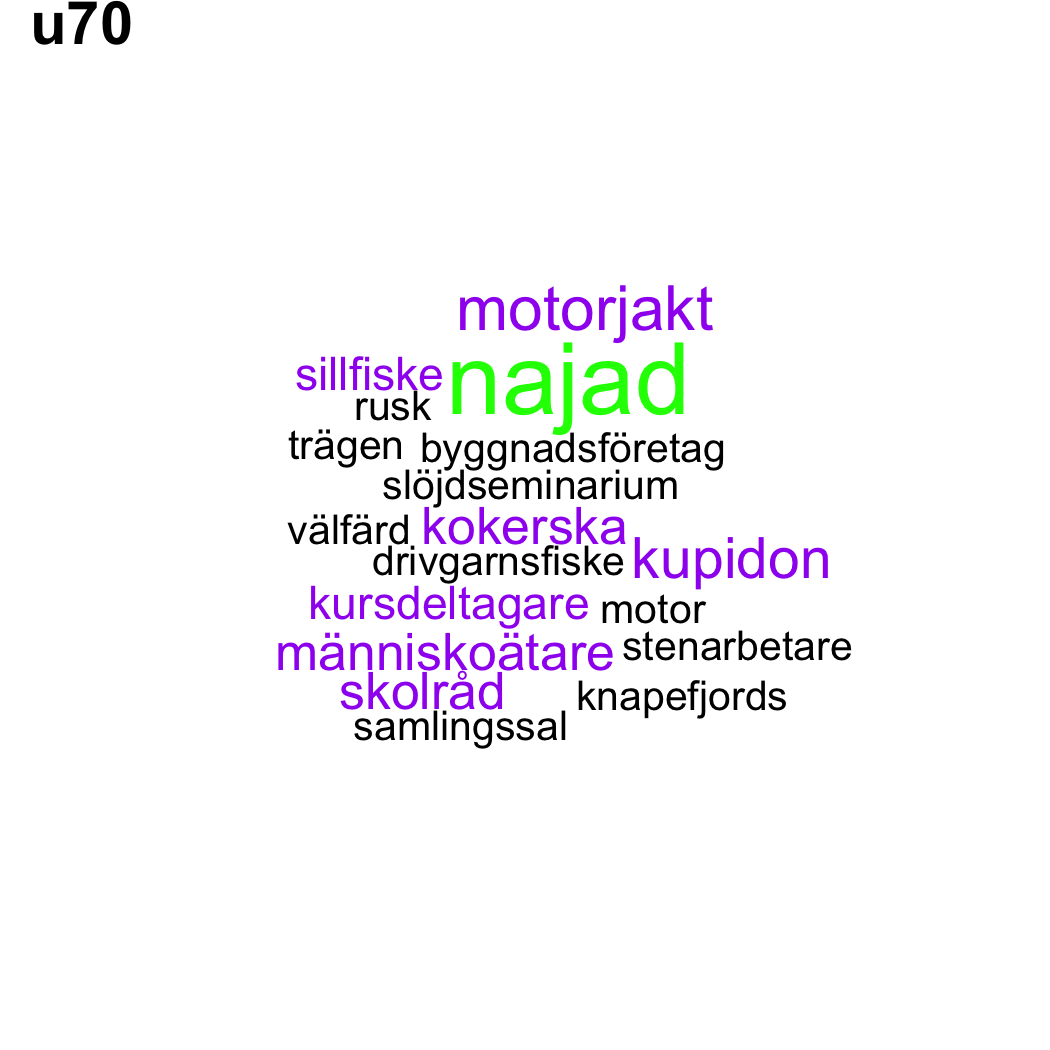 u70
motorjakt
sillfiske najad
rusk
trägen byggnadsföretag
slöjdseminarium
välfärd kokerska
drivgarnsfiske kupidon
kursdeltagare motor
människoätare stenarbetare
skolråd knapefjords
samlingssal